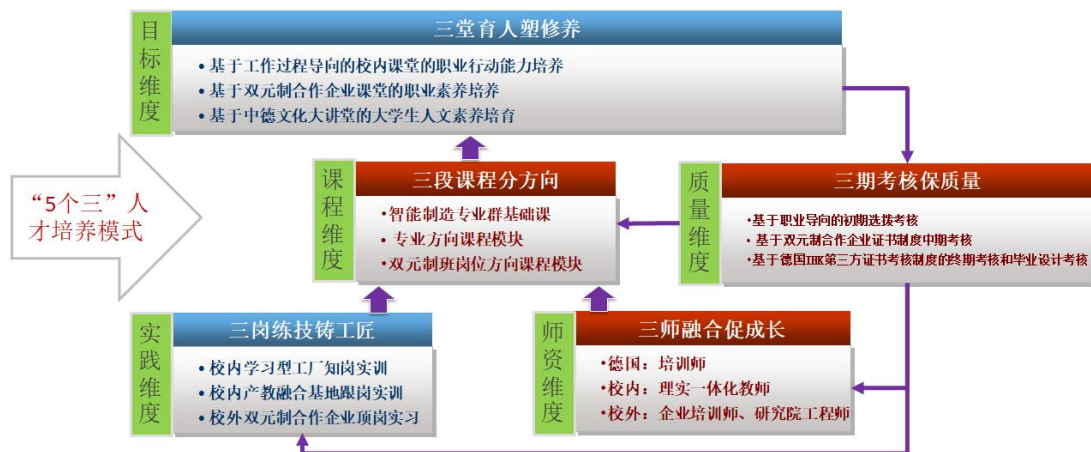 目标维度
三堂育人塑修养
•基于工作过程导向的校内课堂的职业行动能力培养
•基于双元制合作企业课堂的职业素养培养
•基于中德文化大讲堂的大学生人文素养培育
“5个三”人
才培养模式
课程维度
三段课程分方向
•智能制造专业群基础课
•专业方向课程模块
•双元制班岗位方向课程模块
质量维度
三期考核保质量
•基于职业导向的初期选拨考核
•基于双元制合作企业证书制度中期考核
•基于德国IHK第三方证书考核制度的终期考核和毕业设计考核
实践维度
三岗练技铸工匠
•校内学习型工厂知岗实训
•校内产教融合基地跟岗实训
•校外双元制合作企业顶岗实习
师资维度
三师融合促成长
•德国：培训师
•校内：理实一体化教师
•校外：企业培训师、研究院工程师